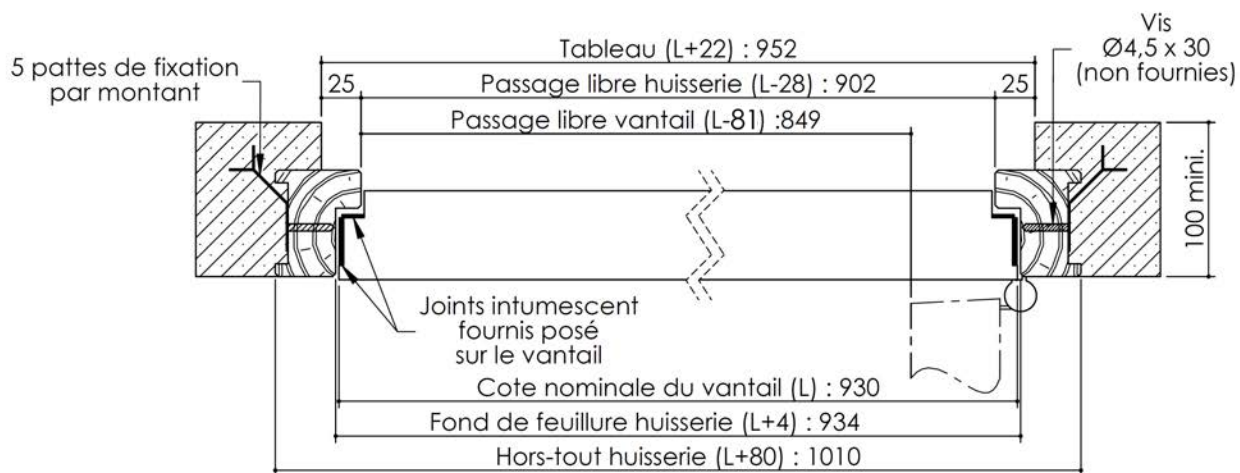 Vis
Ø4,5 x 30
(non fournies)
Tableau (L+22) : 952
5 pattes de fixation
par montant
25
Passage libre huisserie (L-28) : 902
25
Passage libre vantail (L-81) :849
100 mini.
Joints intumescent
fournis posé
sur le vantail
Cote nominale du vantail (L) : 930
Fond de feuillure huisserie (L+4) : 934
Hors-tout huisserie (L+80) : 1010